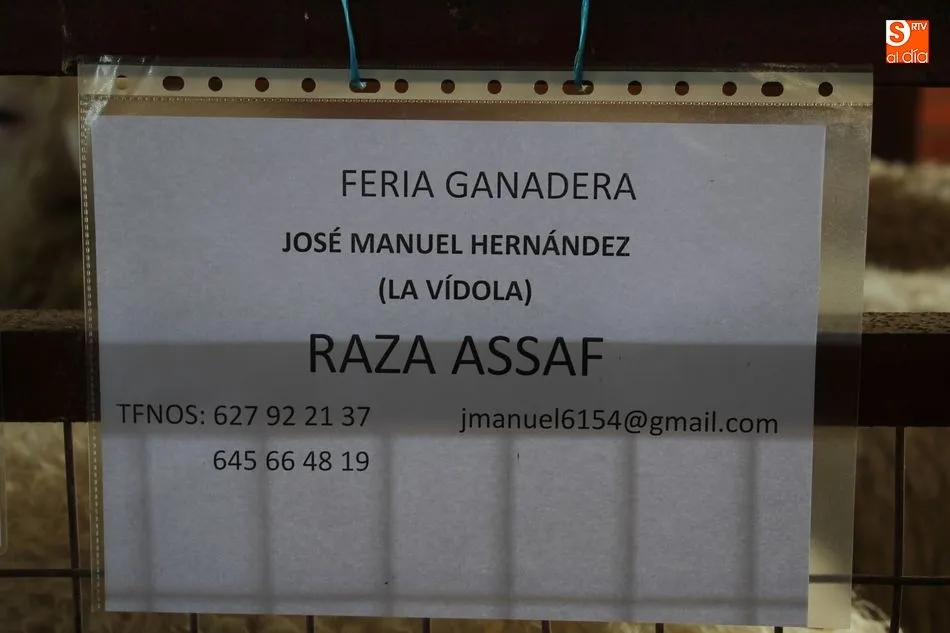 S RTV
al día
FERIA GANADERA
JOSÉ MANUEL HERNÁNDEZ
(LA VÍDOLA)
RAZA ASSAF
TFNOS: 627 92 21 37 jmanuel6154@gmail.com
645 66 48 19